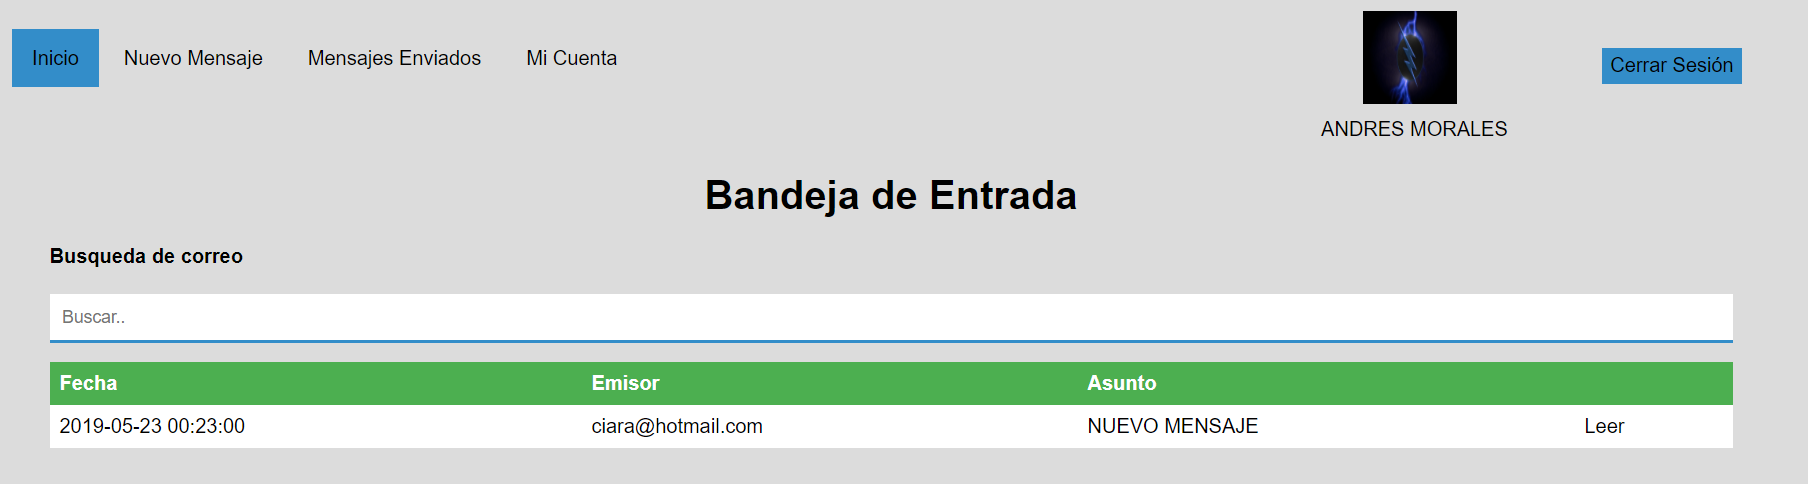 Inicio Nuevo Mensaje Mensajes Enviados Mi Cuenta Cerrar Sesión
ANDRES MORALES
Bandeja de Entrada
Busqueda de correo
Buscar..
Fecha Emisor Asunto
2019-05-23 00:23:00 ciara@hotmail.com NUEVO MENSAJE Leer